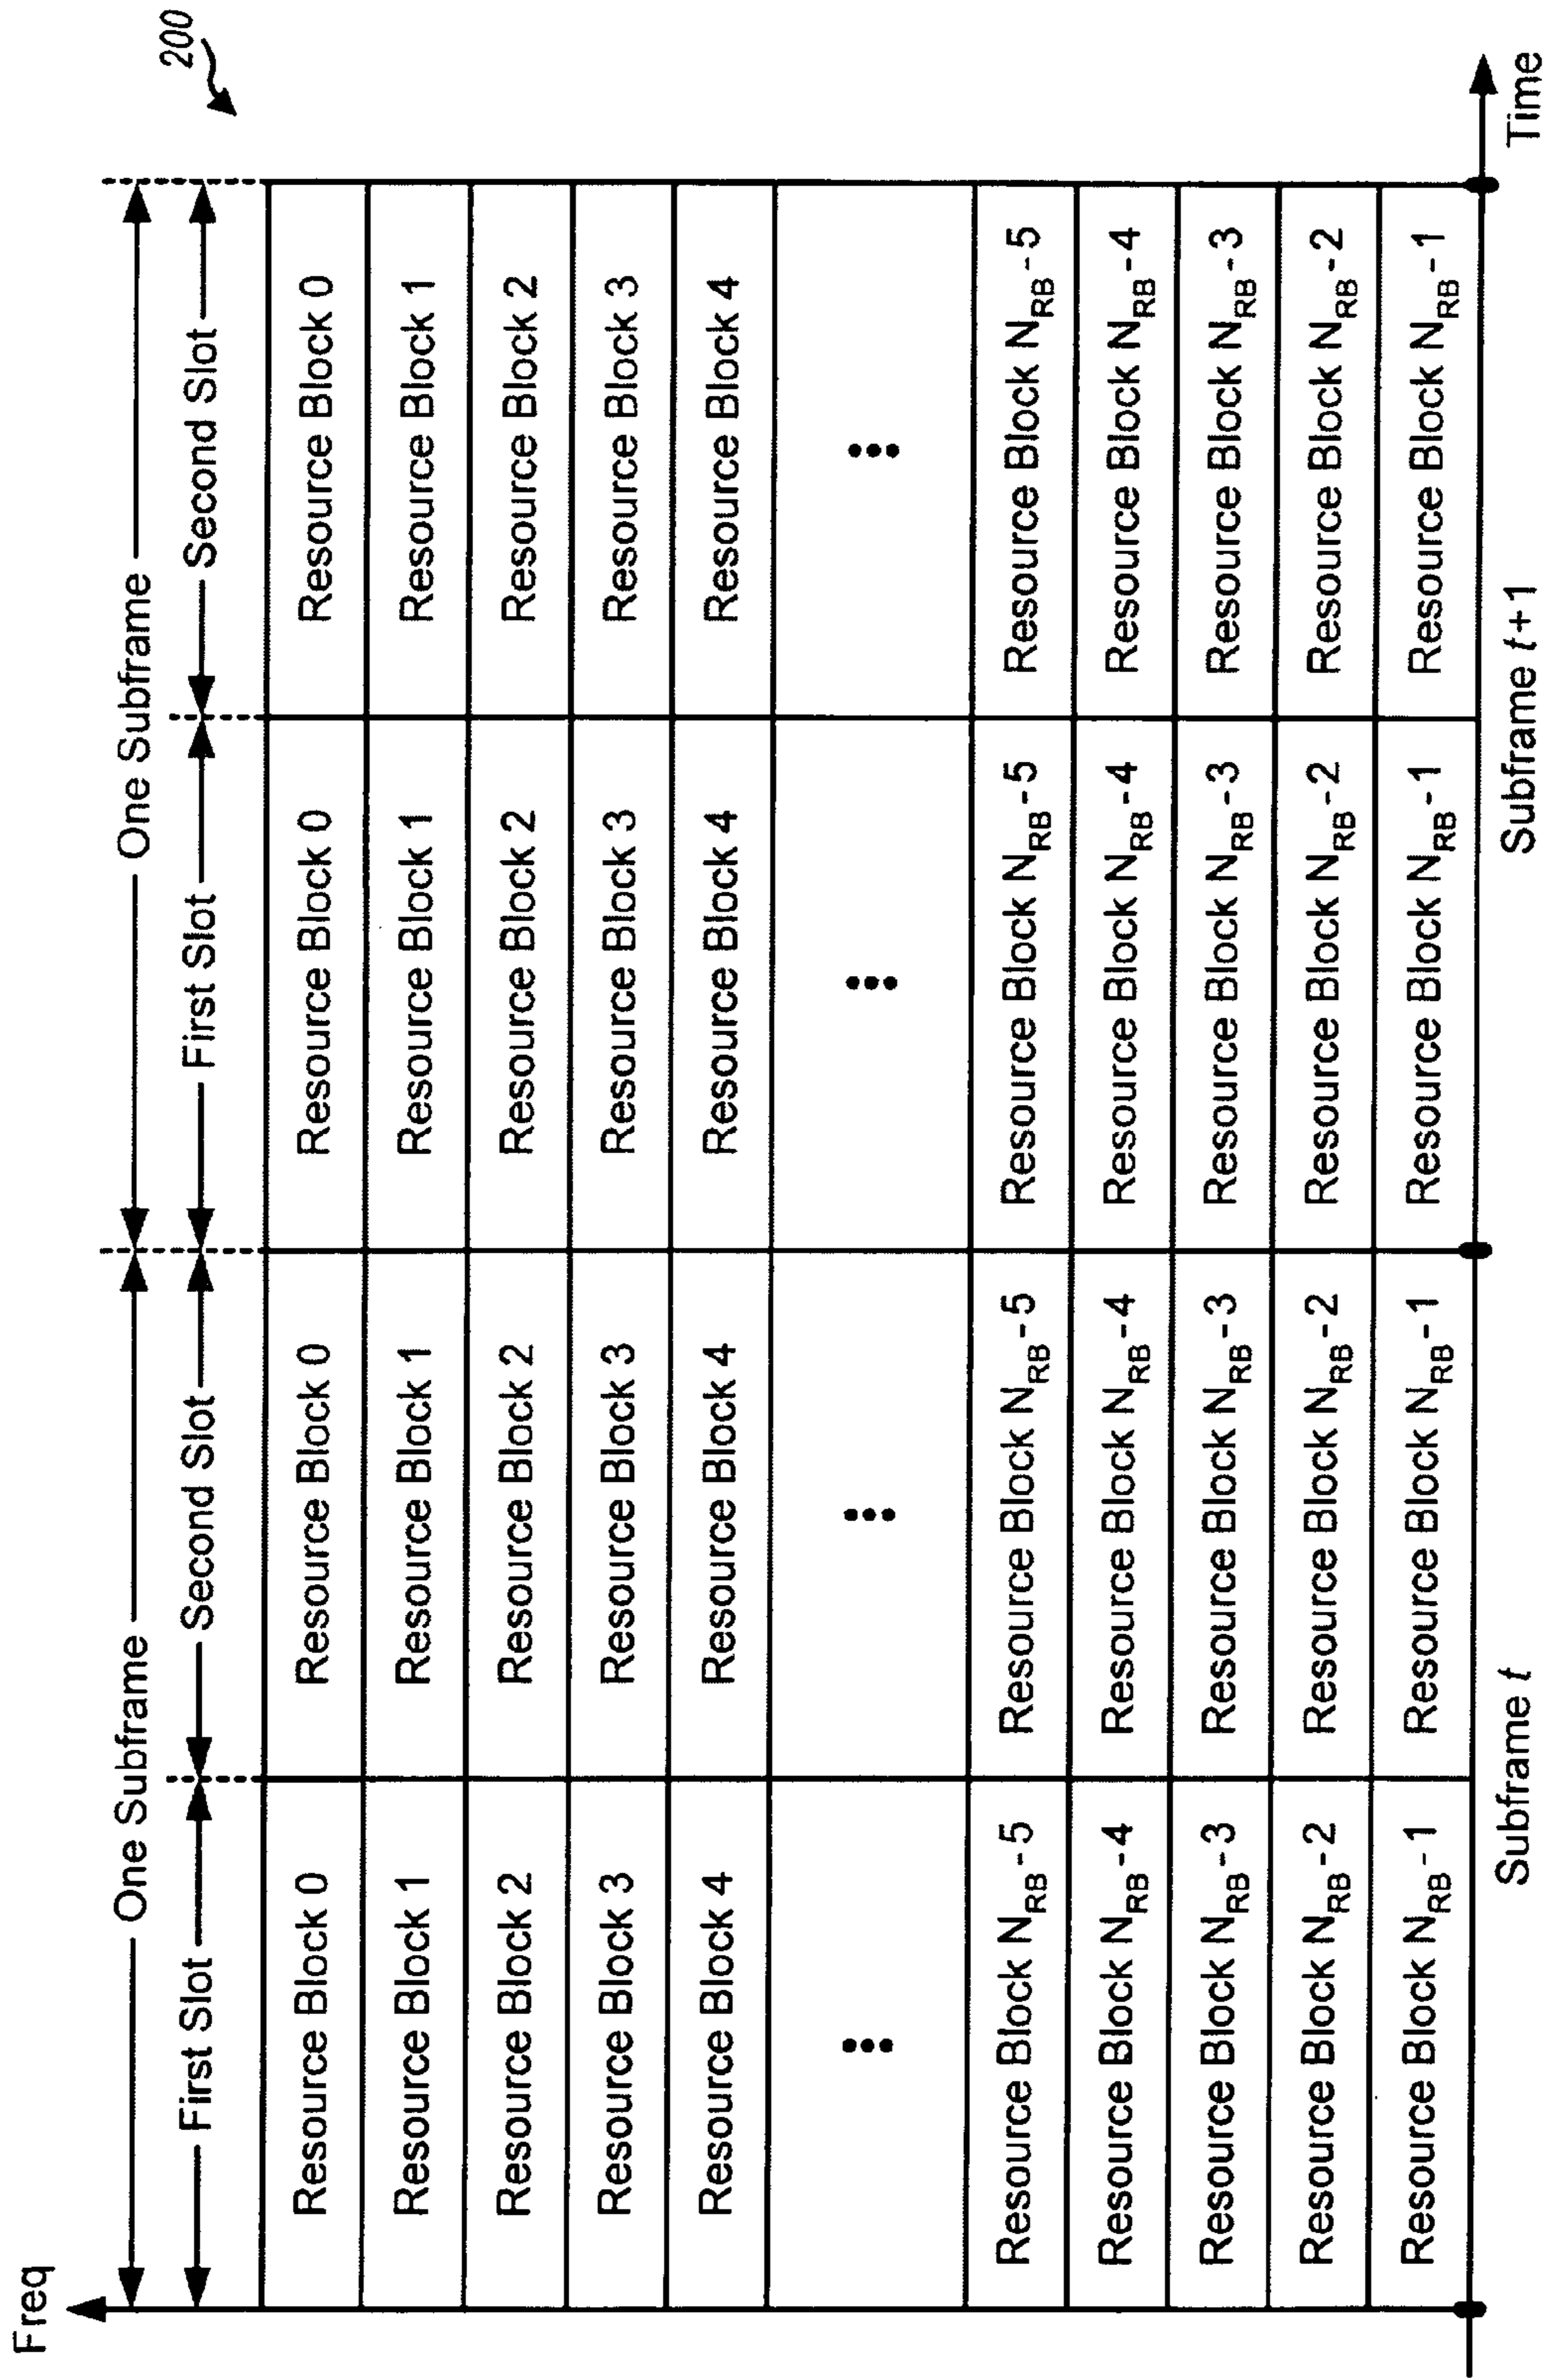 200
Freq
One Subframe One Subframe
First Slot Second Slot First Slot Second Slot
Resource Block 0 Resource Block 0 Resource Block 0 Resource Block 0
Resource Block 1 Resource Block 1 Resource Block 1 Resource Block 1
Resource Block 2 Resource Block 2 Resource Block 2 Resource Block 2
Resource Block 3 Resource Block 3 Resource Block 3 Resource Block 3
Resource Block 4 Resource Block 4 Resource Block 4 Resource Block 4
... ... ... ...
Resource Block N_RB-5 Resource Block N_RB-5 Resource Block N_RB-5 Resource Block N_RB-5
Resource Block N_RB-4 Resource Block N_RB-4 Resource Block N_RB-4 Resource Block N_RB-4
Resource Block N_RB-3 Resource Block N_RB-3 Resource Block N_RB-3 Resource Block N_RB-3
Resource Block N_RB-2 Resource Block N_RB-2 Resource Block N_RB-2 Resource Block N_RB-2
Resource Block N_RB-1 Resource Block N_RB-1 Resource Block N_RB-1 Resource Block N_RB-1
Subframe t Subframe t+1
Time